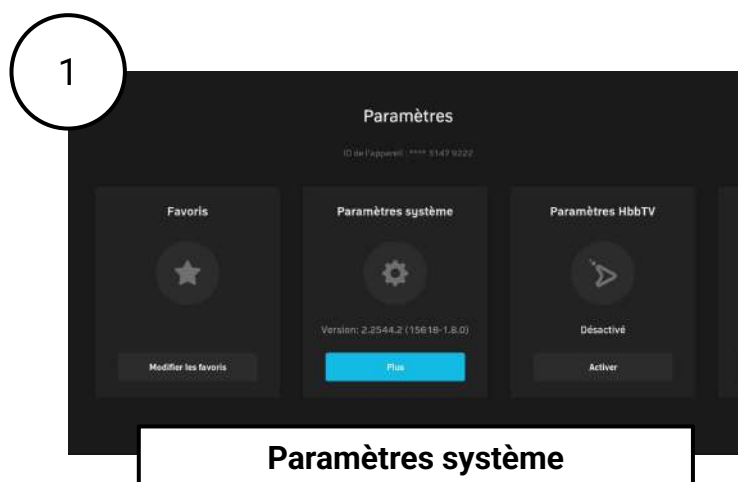 1
Paramètres
ID de l'appareil : **** 5147 9222
Favoris
Paramètres système
Paramètres HbbTV
Version: 2.2544.2 (15618-1.8.0)
Désactivé
Modifier les favoris
Plus
Activer
Paramètres système